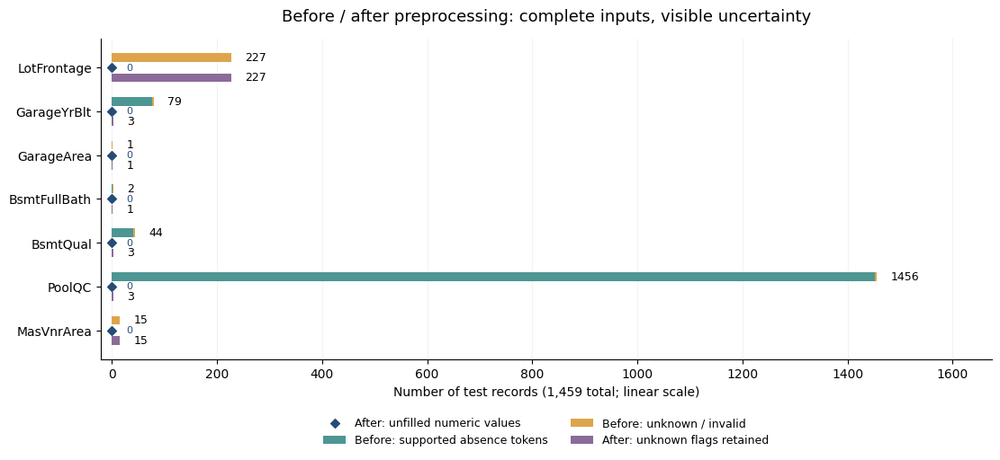 Before / after preprocessing: complete inputs, visible uncertainty
LotFrontage
227
0
227
GarageYrBlt
79
0
3
GarageArea
1
0
1
BsmtFullBath
2
0
1
BsmtQual
44
0
3
PoolQC
1456
0
3
MasVnrArea
15
0
15
0 200 400 600 800 1000 1200 1400 1600
Number of test records (1,459 total; linear scale)
After: unfilled numeric values
Before: supported absence tokens
Before: unknown / invalid
After: unknown flags retained